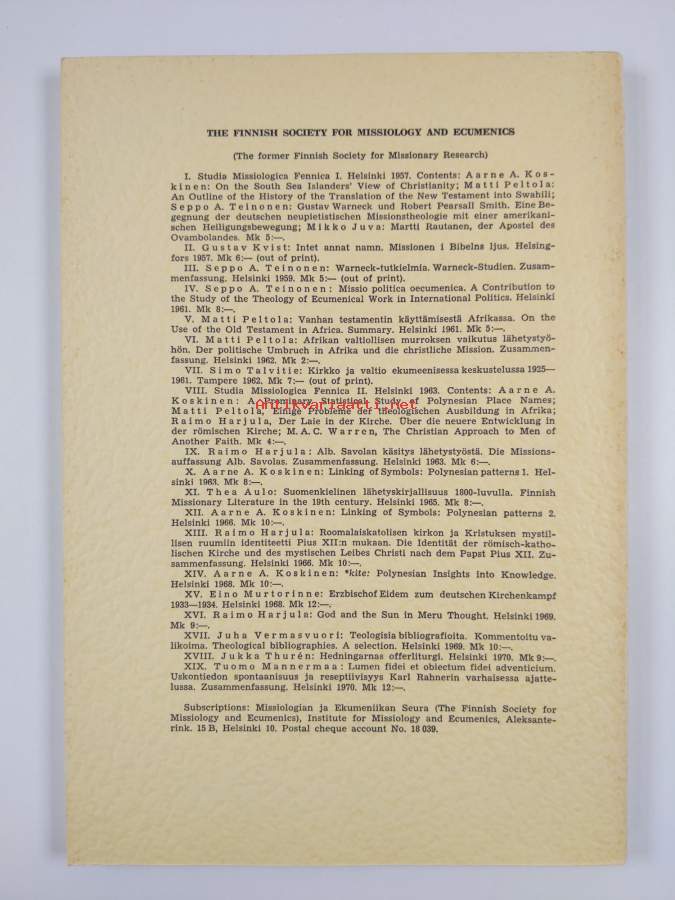 THE FINNISH SOCIETY FOR MISSIOLOGY AND ECUMENICS
(The former Finnish Society for Missionary Research)
I. Studia Missiologica Fennica I. Helsinki 1957. Contents: Aarne A. Kos-
kinen: On the South Sea Islanders' View of Christianity; Matti Peltola:
An Outline of the History of the Translation of the New Testament into Swahili;
Seppo A. Teinonen: Gustav Warneck und Robert Pearsall Smith. Eine Be-
gegnung der deutschen neupietistischen Missionstheologie mit einer amerikani-
schen Heiligungsbewegung; Mikko Juva: Martti Rautanen, der Apostel des
Ovambolandes. Mk 5:—.
II. Gustav Kvist: Intet annat namn. Missionen i Bibelns ljus. Helsing-
fors 1957. Mk 6:— (out of print).
III. Seppo A. Teinonen: Warneck-tutkielmia. Warneck-Studien. Zusam-
menfassung. Helsinki 1959. Mk 5:— (out of print).
IV. Seppo A. Teinonen: Missio politica oecumenica. A Contribution to
the Study of the Theology of Ecumenical Work in International Politics. Helsinki
1961. Mk 8:—.
V. Matti Peltola: Vanhan testamentin käyttämisestä Afrikassa. On the
Use of the Old Testament in Africa. Summary. Helsinki 1961. Mk 5:—.
VI. Matti Peltola: Afrikan valtiollisen murroksen vaikutus lähetystyö-
hön. Der politische Umbruch in Afrika und die christliche Mission. Zusammen-
fassung. Helsinki 1962. Mk 2:—.
VII. Simo Talvitie: Kirkko ja valtio ekumeenisessa keskustelussa 1925—
1961. Tampere 1962. Mk 7:— (out of print).
VIII. Studia Missiologica Fennica II. Helsinki 1963. Contents: Aarne A.
Koskinen: A Preminary Statistical Study of Polynesian Place Names;
Matti Peltola, Einige Probleme der theologischen Ausbildung in Afrika;
Raimo Harjula, Der Laie in der Kirche. Über die neuere Entwicklung in
der römischen Kirche; M. A. C. Warren, The Christian Approach to Men of
Another Faith. Mk 4:—.
IX. Raimo Harjula: Alb. Savolan käsitys lähetystyöstä. Die Missions-
auffassung Alb. Savolas. Zusammenfassung. Helsinki 1963. Mk 6:—.
X. Aarne A. Koskinen: Linking of Symbols: Polynesian patterns 1. Hel-
sinki 1963. Mk 8:—.
XI. Thea Aulo: Suomenkielinen lähetyskirjallisuus 1800-luvulla. Finnish
Missionary Literature in the 19th century. Helsinki 1965. Mk 8:—.
XII. Aarne A. Koskinen: Linking of Symbols: Polynesian patterns 2.
Helsinki 1966. Mk 10:—.
XIII. Raimo Harjula: Roomalaiskatolisen kirkon ja Kristuksen mystil-
lisen ruumiin identiteetti Pius XII:n mukaan. Die Identität der römisch-katho-
lischen Kirche und des mystischen Leibes Christi nach dem Papst Pius XII. Zu-
sammenfassung. Helsinki 1966. Mk 10:—.
XIV. Aarne A. Koskinen: *kite: Polynesian Insights into Knowledge.
Helsinki 1968. Mk 10:—.
XV. Eino Murtorinne: Erzbischof Eidem zum deutschen Kirchenkampf
1933—1934. Helsinki 1968. Mk 12:—.
XVI. Raimo Harjula: God and the Sun in Meru Thought. Helsinki 1969.
Mk 9:—.
XVII. Juha Vermasvuori: Teologisia bibliografioita. Kommentoitu va-
likoima. Theological bibliographies. A selection. Helsinki 1969. Mk 10:—.
XVIII. Jukka Thurén: Hedningarnas offerliturgi. Helsinki 1970. Mk 9:—.
XIX. Tuomo Mannermaa: Lumen fidei et obiectum fidei adventicium.
Uskontiedon spontaanisuus ja reseptiivisyys Karl Rahnerin varhaisessa ajatte-
lussa. Zusammenfassung. Helsinki 1970. Mk 12:—.
Subscriptions: Missiologian ja Ekumeniikan Seura (The Finnish Society for
Missiology and Ecumenics), Institute for Missiology and Ecumenics, Aleksante-
rink. 15 B, Helsinki 10. Postal cheque account No. 18 039.
Antikvariaatti.net